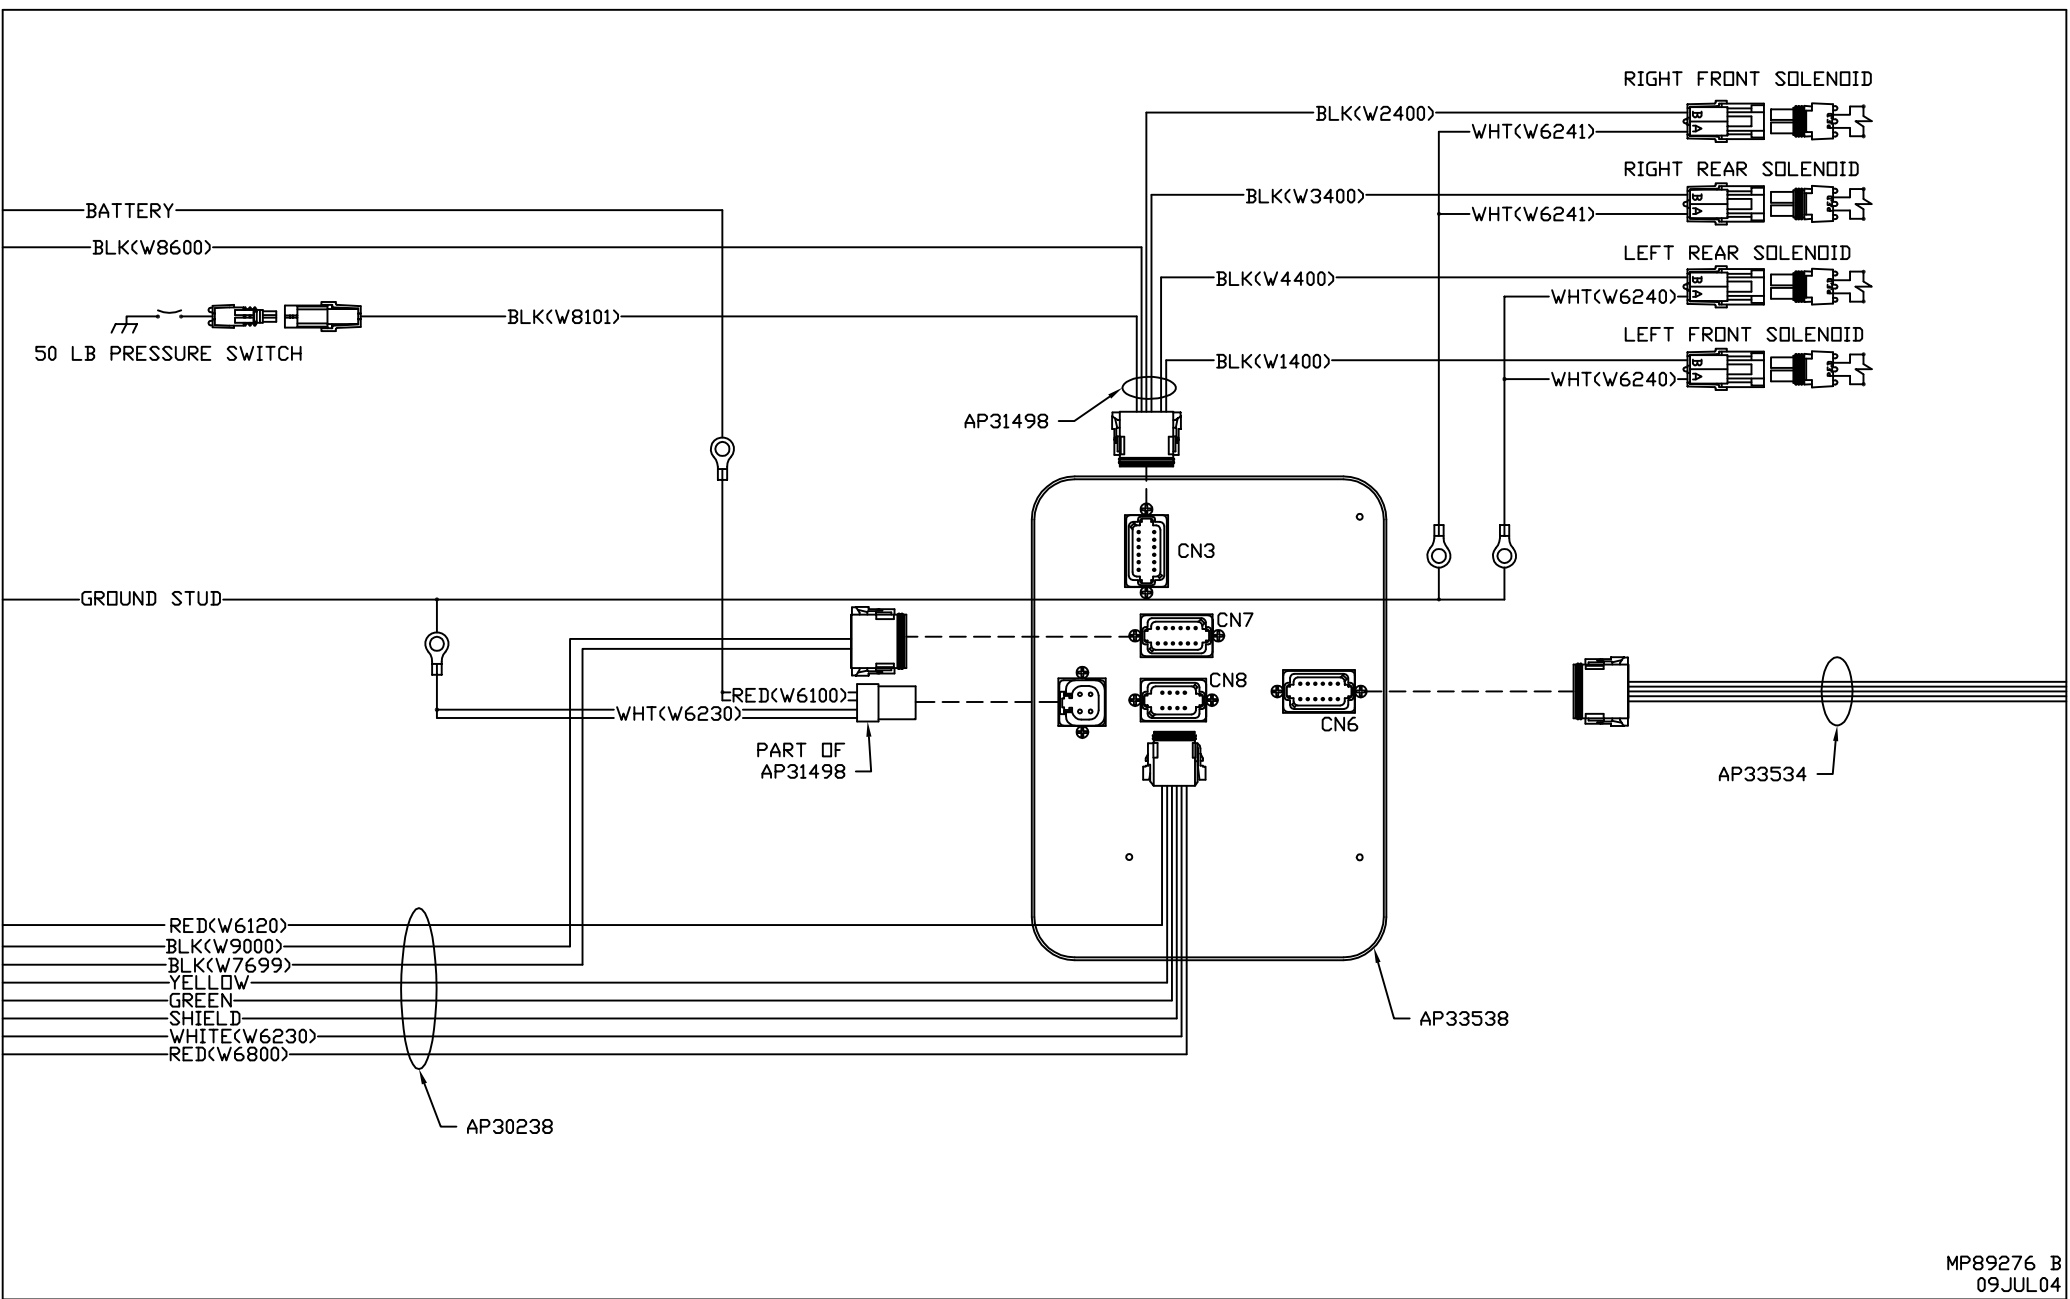 RIGHT FRONT SOLENOID
BLK(W2400)
B
A
WHT(W6241)
RIGHT REAR SOLENOID
BLK(W3400)
B
A
BATTERY
WHT(W6241)
BLK(W8600)
LEFT REAR SOLENOID
BLK(W4400)
B
A
WHT(W6240)
BLK(W8101)
LEFT FRONT SOLENOID
50 LB PRESSURE SWITCH
BLK(W1400)
B
A
WHT(W6240)
AP31498
CN3
GROUND STUD
CN7
CN8
RED(W6100)
WHT(W6230)
CN6
PART OF
AP31498
AP33534
RED(W6120)
BLK(W9000)
BLK(W7699)
YELLOW
GREEN
SHIELD
AP33538
WHITE(W6230)
RED(W6800)
AP30238
MP89276 B
09JUL04